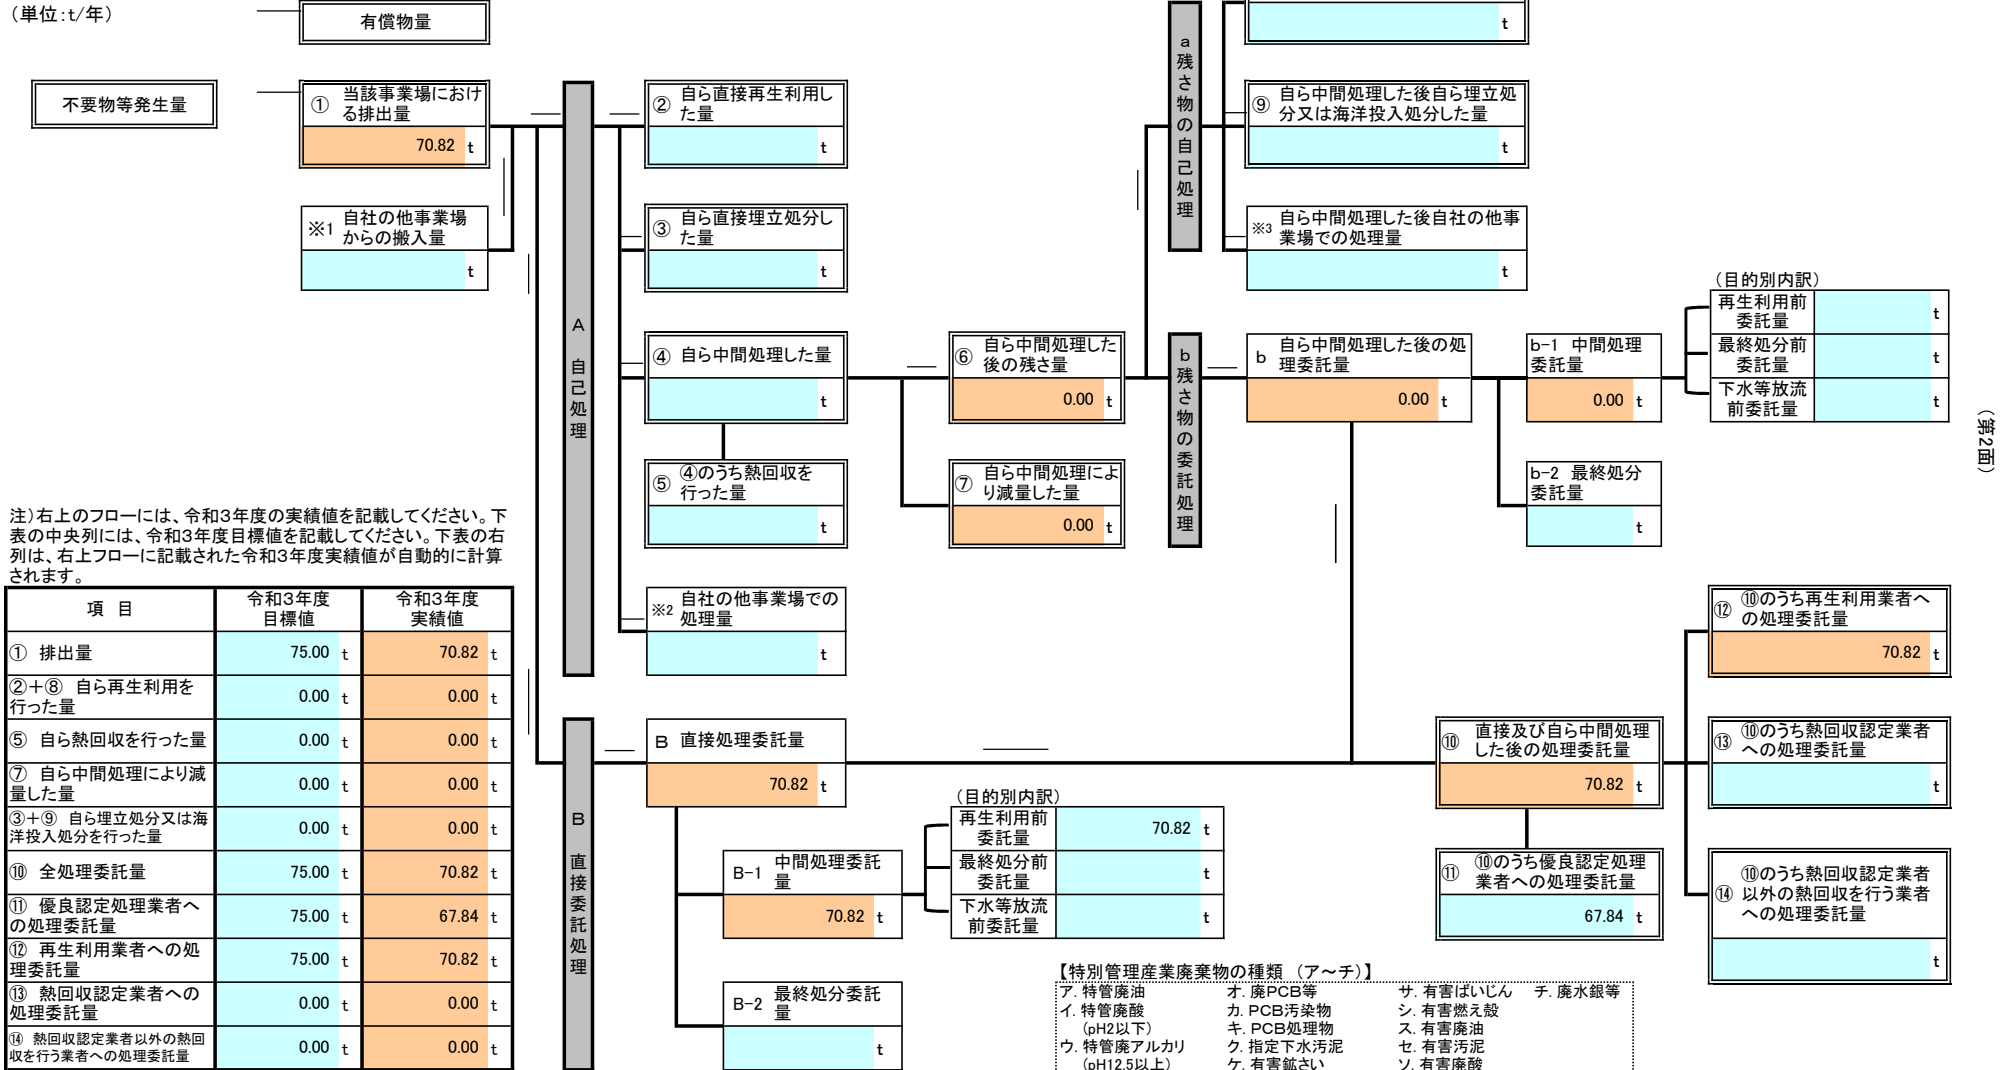 (単位:t/年)
有償物量
不要物等発生量
① 当該事業場におけ
る排出量
70.82 t
※1 自社の他事業場
からの搬入量
t
A
自
己
処
理
② 自ら直接再生利用し
た量
t
③ 自ら直接埋立処分し
た量
t
④ 自ら中間処理した量
t
⑤ ④のうち熱回収を
行った量
t
※2 自社の他事業場での
処理量
t
⑥ 自ら中間処理した
後の残さ量
0.00 t
⑦ 自ら中間処理によ
り減量した量
0.00 t
a
残
さ
物
の
自
己
処
理
t
⑨ 自ら中間処理した後自ら埋立処
分又は海洋投入処分した量
t
※3 自ら中間処理した後自社の他事
業場での処理量
t
b
残
さ
物
の
委
託
処
理
b 自ら中間処理した後の処
理委託量
0.00 t
b-1 中間処理
委託量
0.00 t
b-2 最終処分
委託量
t
(目的別内訳)
再生利用前
委託量
t
最終処分前
委託量
t
下水等放流
前委託量
t
(第2面)
注)右上のフローには、令和3年度の実績値を記載してください。下
表の中央列には、令和3年度目標値を記載してください。下表の右
列は、右上フローに記載された令和3年度実績値が自動的に計算
されます。
項 目 令和3年度 目標値 令和3年度 実績値
① 排出量 75.00 t 70.82 t
②+⑧ 自ら再生利用を
行った量 0.00 t 0.00 t
⑤ 自ら熱回収を行った量 0.00 t 0.00 t
⑦ 自ら中間処理により減
量した量 0.00 t 0.00 t
③+⑨ 自ら埋立処分又は海
洋投入処分を行った量 0.00 t 0.00 t
⑩ 全処理委託量 75.00 t 70.82 t
⑪ 優良認定処理業者へ
の処理委託量 75.00 t 67.84 t
⑫ 再生利用業者への処
理委託量 75.00 t 70.82 t
⑬ 熱回収認定業者への
処理委託量 0.00 t 0.00 t
⑭ 熱回収認定業者以外の熱回
収を行う業者への処理委託量 0.00 t 0.00 t
B
直
接
委
託
処
理
B 直接処理委託量
70.82 t
B-1 中間処理委託
量
70.82 t
B-2 最終処分委託
量
t
(目的別内訳)
再生利用前
委託量
70.82 t
最終処分前
委託量
t
下水等放流
前委託量
t
⑩ 直接及び自ら中間処理
した後の処理委託量
70.82 t
⑪ ⑩のうち優良認定処理
業者への処理委託量
67.84 t
⑫ ⑩のうち再生利用業者へ
の処理委託量
70.82 t
⑬ ⑩のうち熱回収認定業者
への処理委託量
t
⑭ ⑩のうち熱回収認定業者
以外の熱回収を行う業者
への処理委託量
t
【特別管理産業廃棄物の種類 (ア~チ)】
ア. 特管廃油 オ. 廃PCB等 サ. 有害ばいじん チ. 廃水銀等
イ. 特管廃酸 カ. PCB汚染物 シ. 有害燃え殻
(pH2以下) キ. PCB処理物 ス. 有害廃油
ウ. 特管廃アルカリ ク. 指定下水汚泥 セ. 有害汚泥
(pH12.5以上) ケ. 有害鉱さい ソ. 有害廃酸